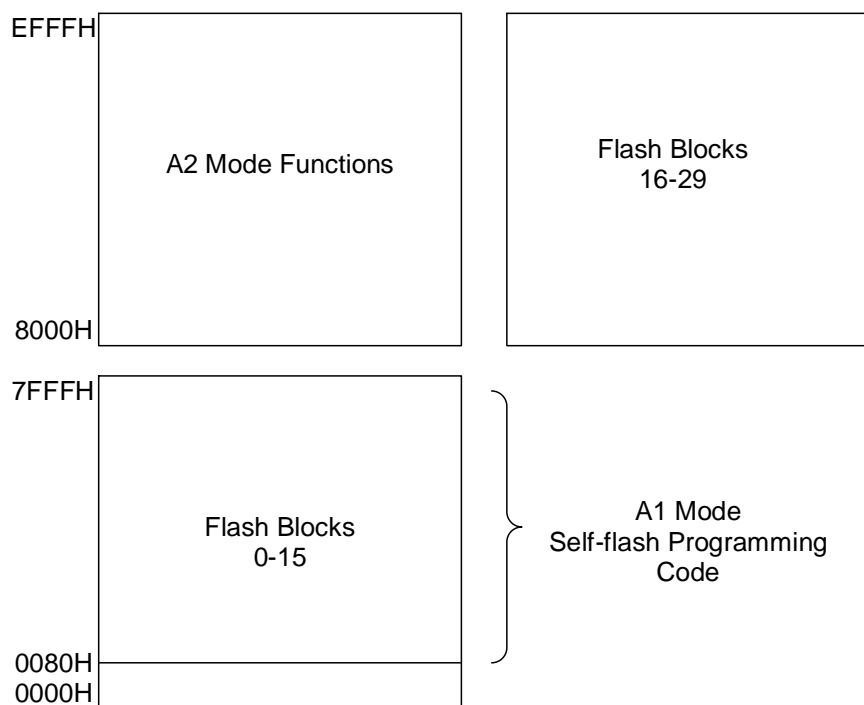 EFFFH
A2 Mode Functions
Flash Blocks
16-29
8000H
7FFFH
Flash Blocks
0-15
A1 Mode
Self-flash Programming
Code
0080H
0000H